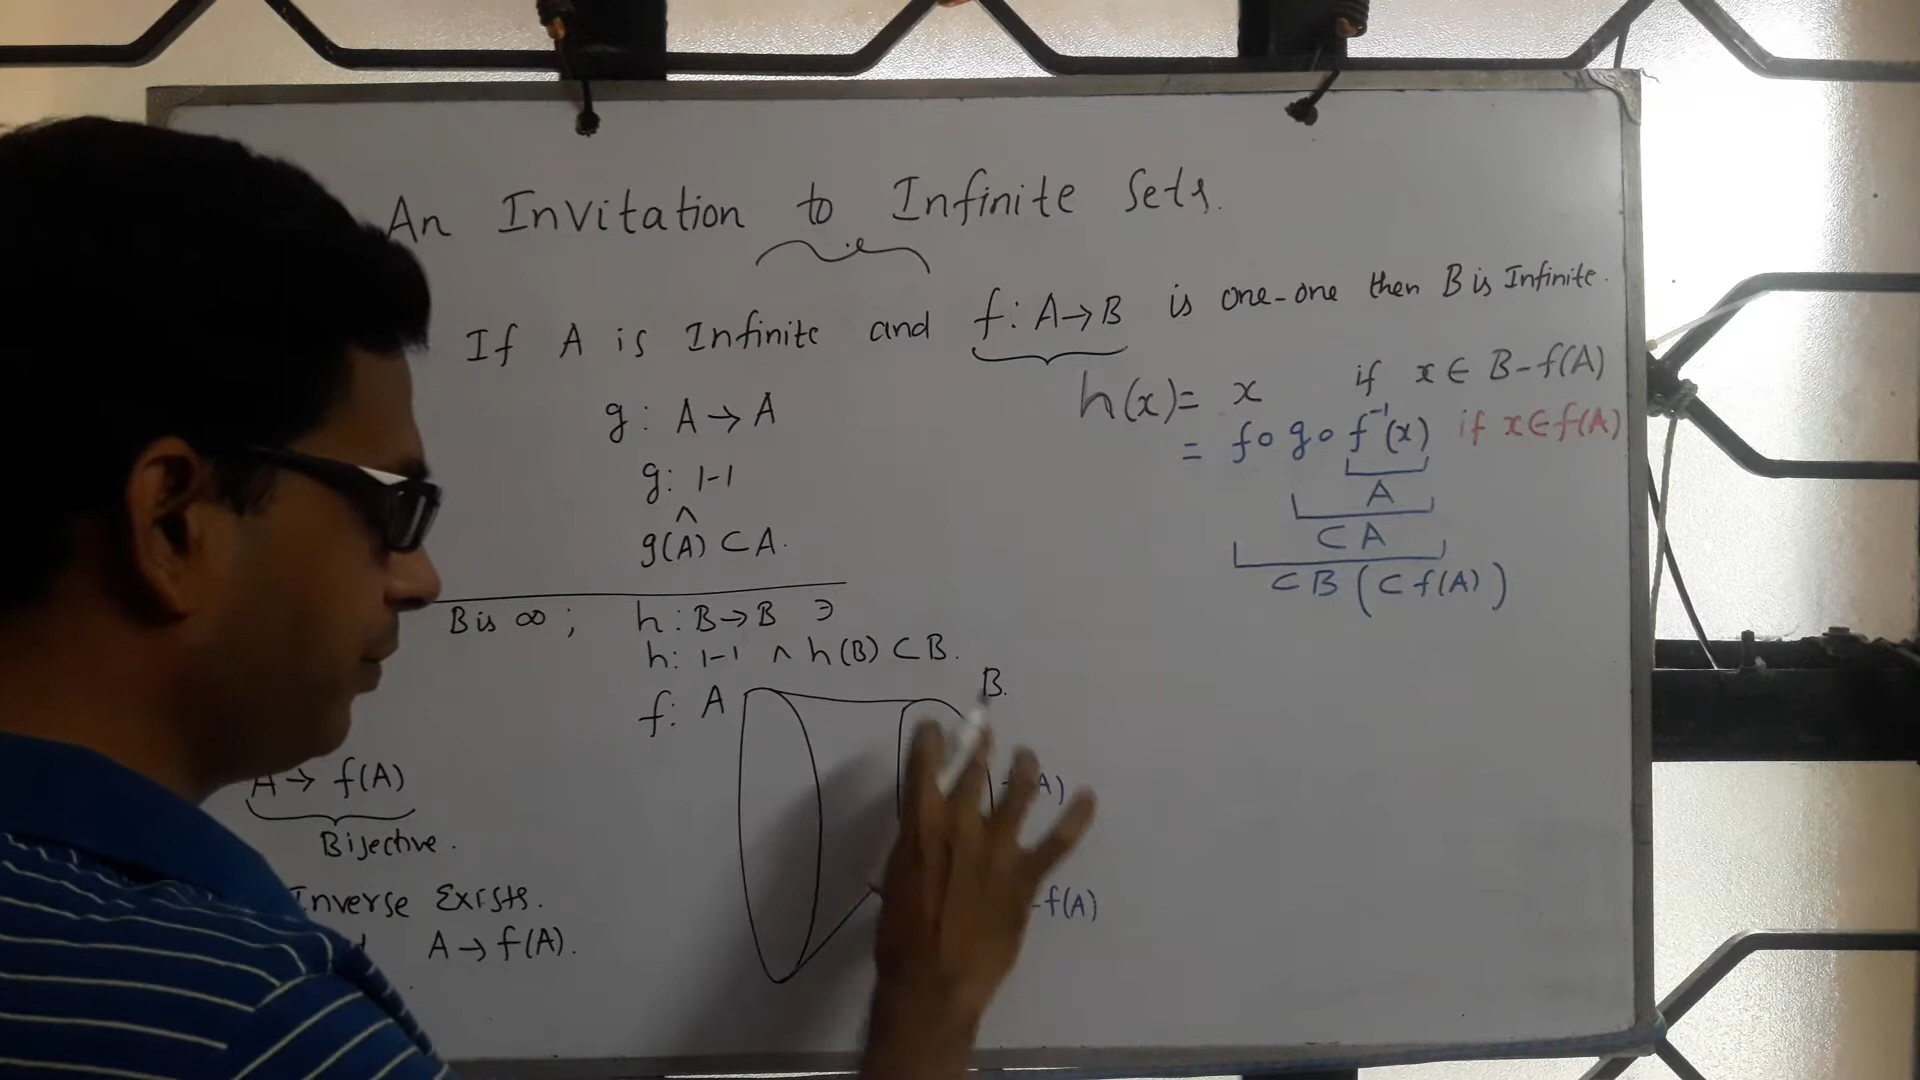 An Invitation to Infinite Sets.
If A is Infinite and f: A→B is one-one then B is Infinite.
g: A→A
g: 1-1
∧
g(A) ⊂ A.
B is ∞ ; h: B→B ∋
h: 1-1 ∧ h(B) ⊂ B.
f: A
B.
f(A)
-f(A)
A → f(A)
Bijective.
Inverse Exists.
A → f(A).
h(x) = x if x ∈ B-f(A)
= f∘g∘f⁻¹(x) if x∈f(A)
A
⊂ A
⊂ B (⊂ f(A))